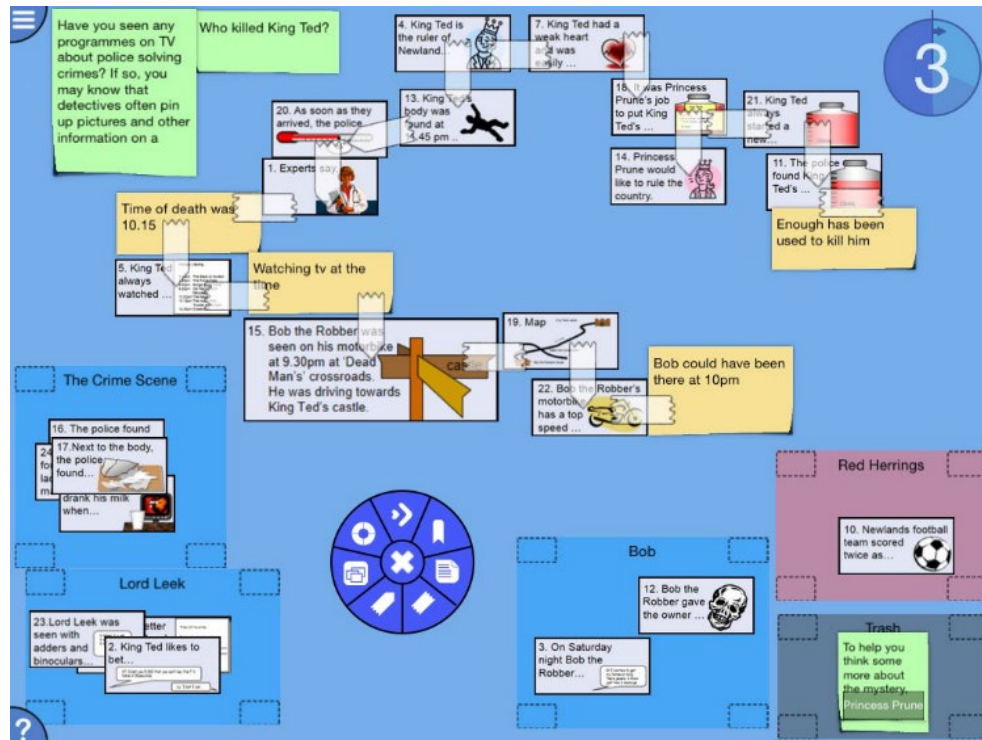 Have you seen any
programmes on TV
about police solving
crimes? If so, you
may know that
detectives often pin
up pictures and other
information on a
Who killed King Ted?
4. King Ted is
the ruler of
Newland..
7. King Ted had a
weak heart
and was
easily ...
3
20. As soon as they
arrived, the police
13. King Ted's
body was
found at
.45 pm ..
18. It was Princess
Prune's job
to put King
Ted's ...
21. King Ted
always
started a
new...
1. Experts say,
14. Princess
Prune would
like to rule the
country.
11. The police
found King
Ted's ...
Time of death was
10.15
Enough has been
used to kill him
5. King Ted
always
watched ...
Watching tv at the
time
15. Bob the Robber was
seen on his motorbike
at 9.30pm at 'Dead
Man's' crossroads.
He was driving towards
King Ted's castle.
castle
19. Map
22. Bob the Robber's
motorbike
has a top
speed ...
Bob could have been
there at 10pm
The Crime Scene
16. The police found
24
17.Next to the body,
the police
found...
drank his milk
when...
Red Herrings
10. Newlands football
team scored
twice as...
Lord Leek
23.Lord Leek was
seen with
adders and
binoculars...
etter
2. King Ted likes to
bet...
Bob
12. Bob the
Robber gave
the owner ...
3. On Saturday
night Bob the
Robber...
Trash
To help you
think some
more about
the mystery,
Princess Prune
?